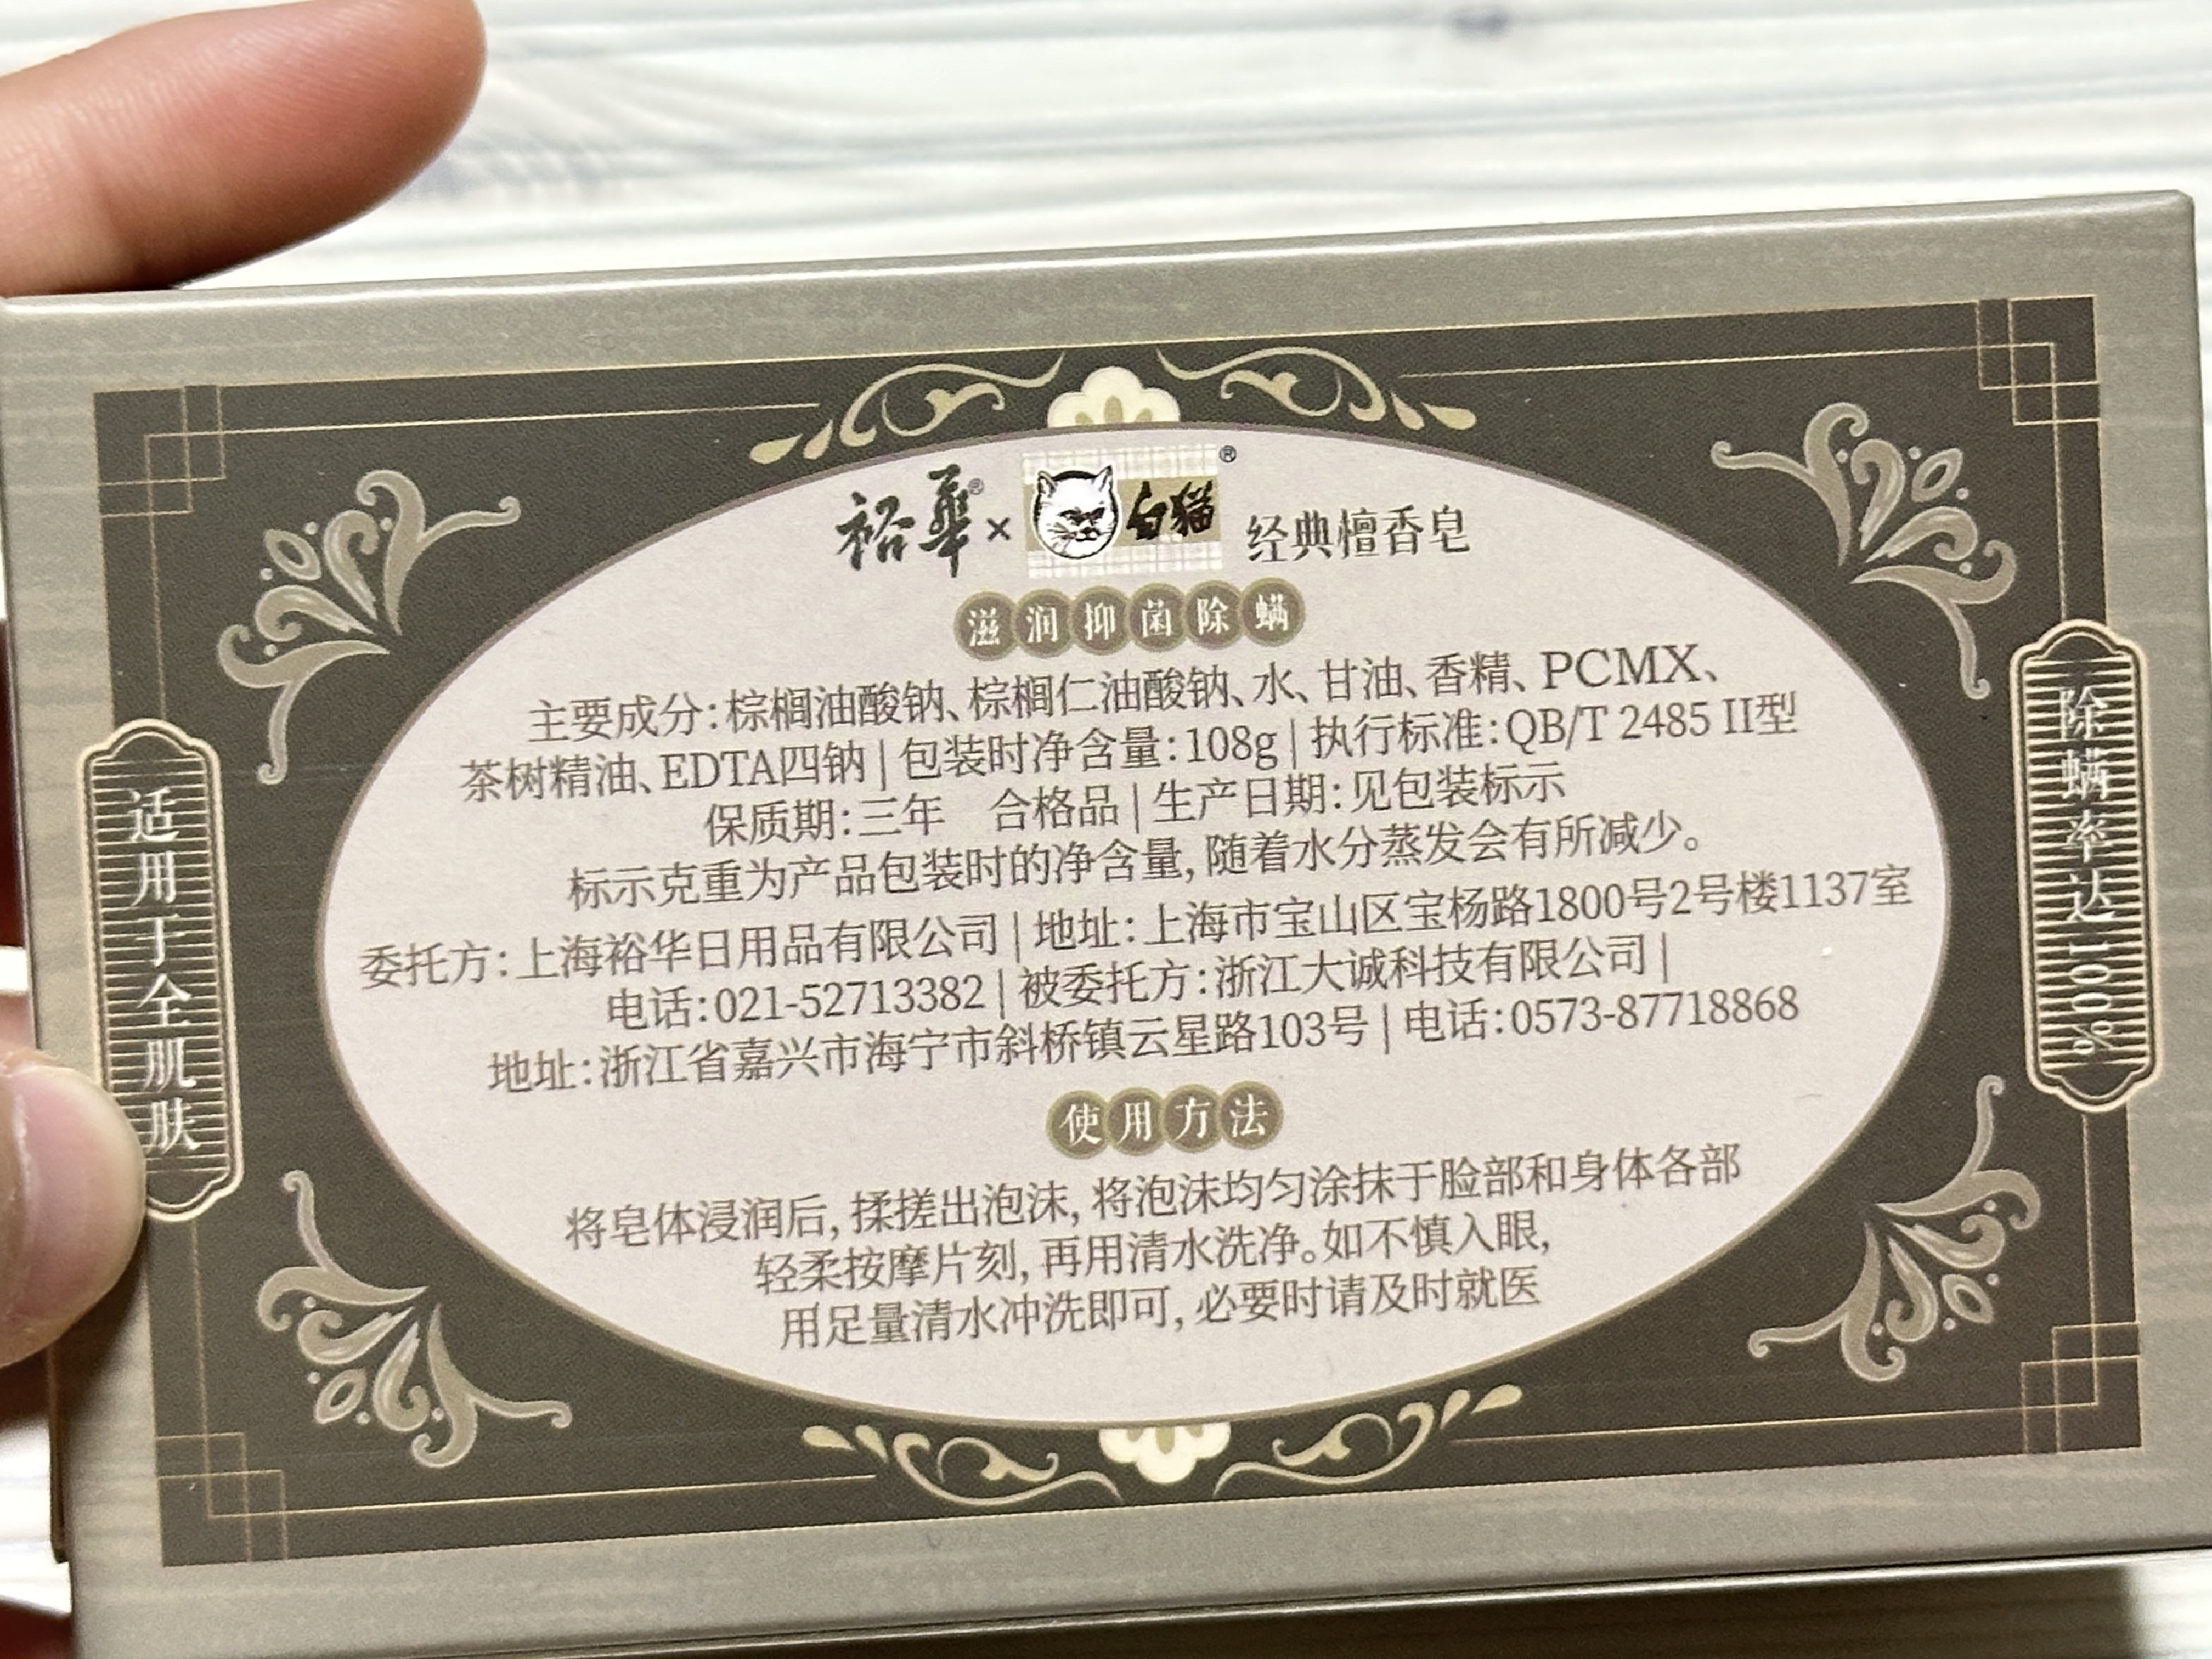 裕華® × 白猫® 经典檀香皂
滋润抑菌除螨
主要成分:棕榈油酸钠、棕榈仁油酸钠、水、甘油、香精、PCMX、
茶树精油、EDTA四钠 | 包装时净含量:108g | 执行标准:QB/T 2485 II型
保质期:三年 合格品 | 生产日期:见包装标示
标示克重为产品包装时的净含量, 随着水分蒸发会有所减少。
委托方:上海裕华日用品有限公司 | 地址:上海市宝山区宝杨路1800号2号楼1137室
电话:021-52713382 | 被委托方:浙江大诚科技有限公司 |
地址:浙江省嘉兴市海宁市斜桥镇云星路103号 | 电话:0573-87718868
使用方法
将皂体浸润后, 揉搓出泡沫, 将泡沫均匀涂抹于脸部和身体各部
轻柔按摩片刻, 再用清水洗净。如不慎入眼,
用足量清水冲洗即可, 必要时请及时就医
适用于全肌肤
除螨率达100%